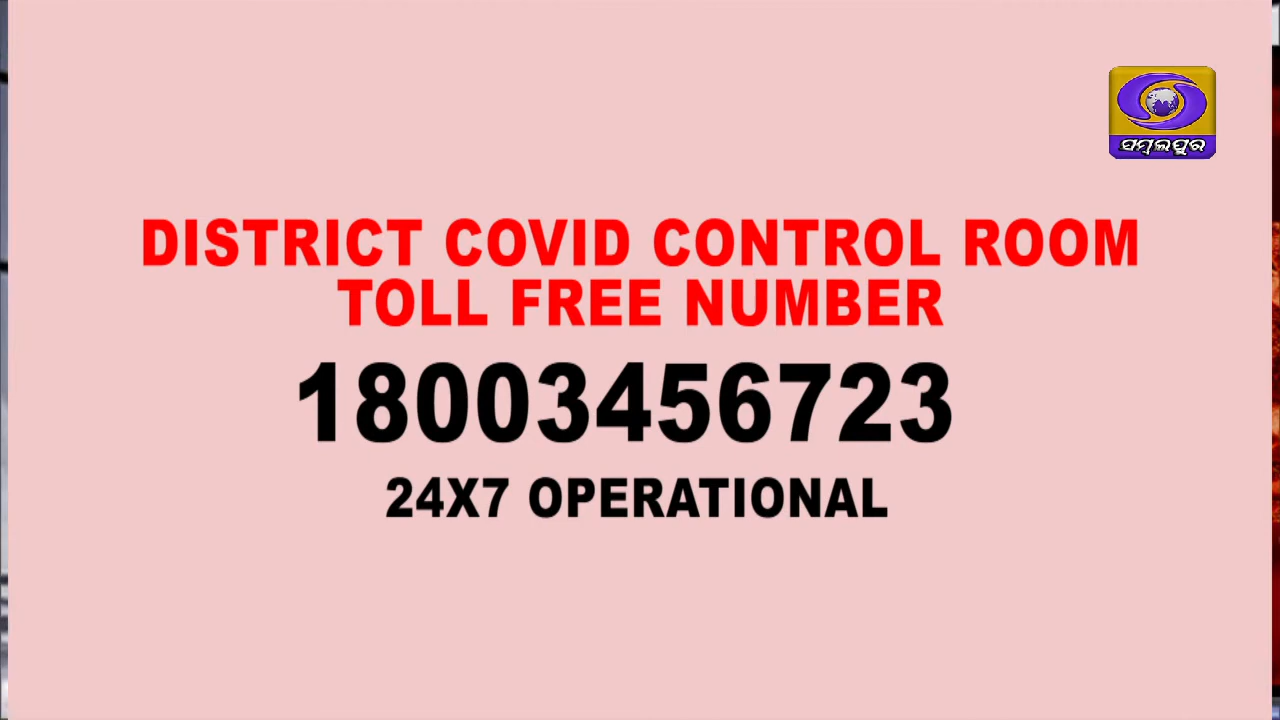 ସମ୍ବଲପୁର
DISTRICT COVID CONTROL ROOM
TOLL FREE NUMBER
18003456723
24X7 OPERATIONAL